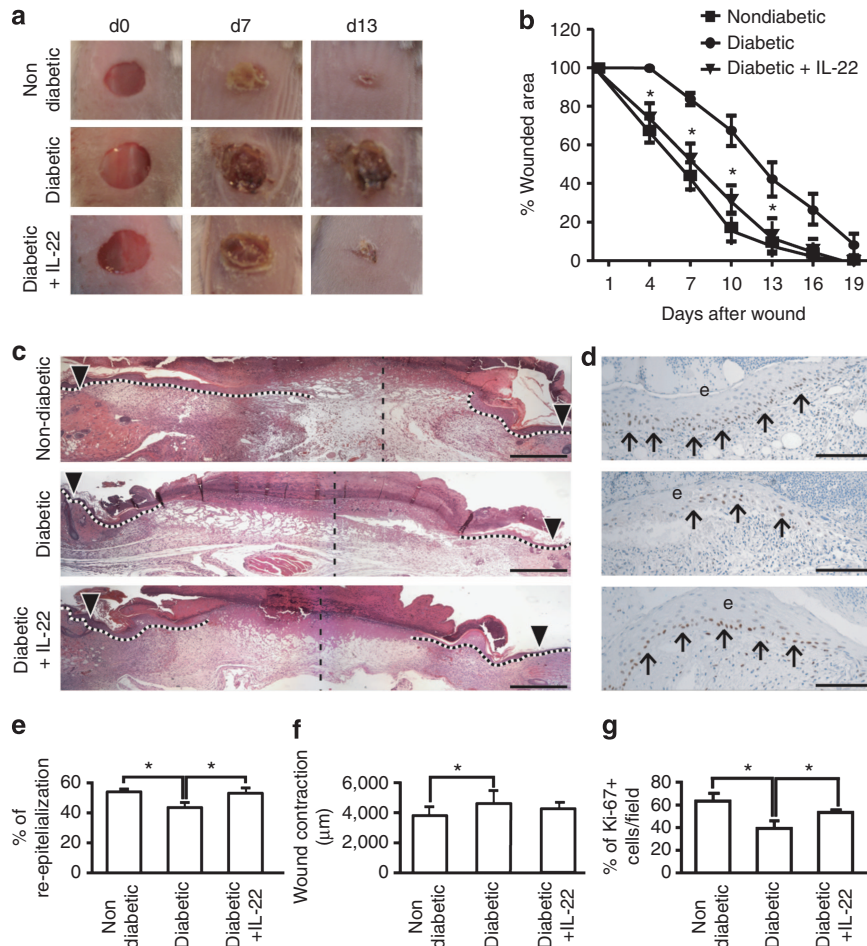 a
d0 d7 d13
Non
diabetic
Diabetic
Diabetic
+ IL-22
b
Nondiabetic
Diabetic
Diabetic + IL-22
% Wounded area
120
100
80
60
40
20
0
* * * *
1 4 7 10 13 16 19
Days after wound
c
Non-diabetic
Diabetic
Diabetic
+ IL-22
d
e
e
e
e
% of
re-epitelialization
60
40
20
0
* *
Non
diabetic
Diabetic
Diabetic
+IL-22
f
Wound contraction
(μm)
6,000
4,000
2,000
0
*
Non
diabetic
Diabetic
Diabetic
+IL-22
g
% of Ki-67+
cells/field
80
60
40
20
0
* *
Non
diabetic
Diabetic
Diabetic
+IL-22